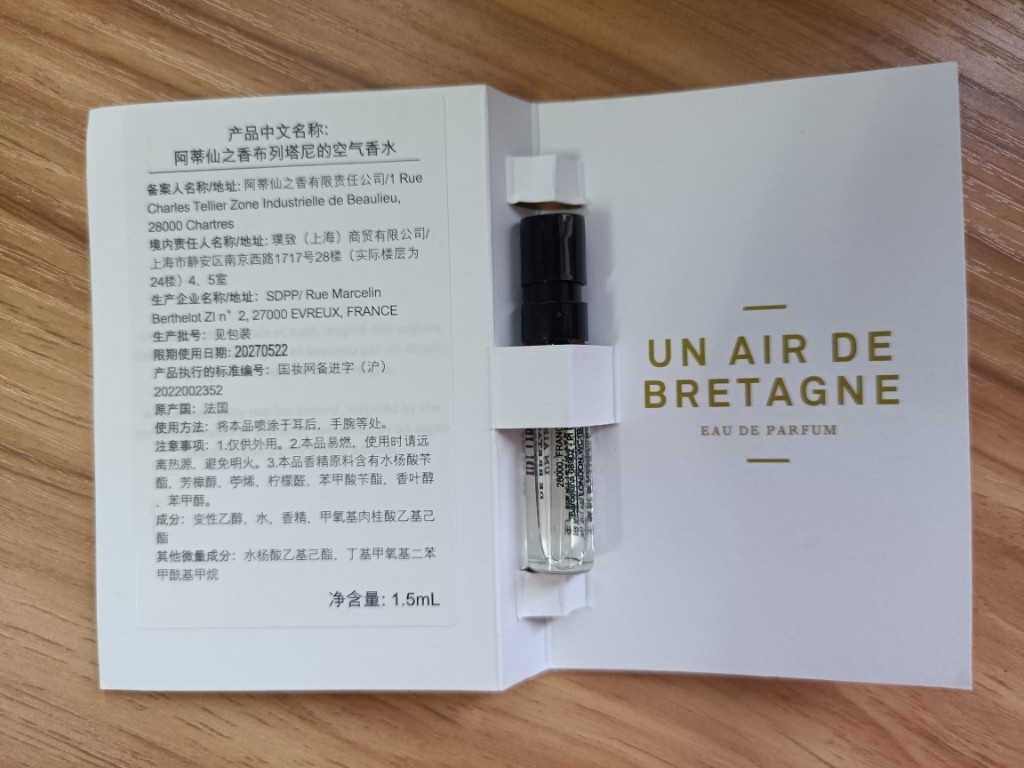 产品中文名称:
阿蒂仙之香布列塔尼的空气香水
备案人名称/地址: 阿蒂仙之香有限责任公司/1 Rue
Charles Tellier Zone Industrielle de Beaulieu,
28000 Chartres
境内责任人名称/地址: 璞致（上海）商贸有限公司/
上海市静安区南京西路1717号28楼（实际楼层为
24楼）4、5室
生产企业名称/地址: SDPP/ Rue Marcelin
Berthelot ZI n° 2, 27000 EVREUX, FRANCE
生产批号: 见包装
限期使用日期: 20270522
产品执行的标准编号: 国妆网备进字（沪）
2022002352
原产国: 法国
使用方法: 将本品喷涂于耳后，手腕等处。
注意事项: 1.仅供外用。2.本品易燃，使用时请远
离热源，避免明火。3.本品香精原料含有水杨酸苄
酯、芳樟醇、苧烯、柠檬醛、苯甲酸苄酯、香叶醇
、苯甲醇。
成分: 变性乙醇、水、香精、甲氧基肉桂酸乙基己
酯
其他微量成分: 水杨酸乙基己酯、丁基甲氧基二苯
甲酰基甲烷
净含量: 1.5mL
28000, FRANC
UN AIR DE
BRETAGNE
EAU DE PARFUM